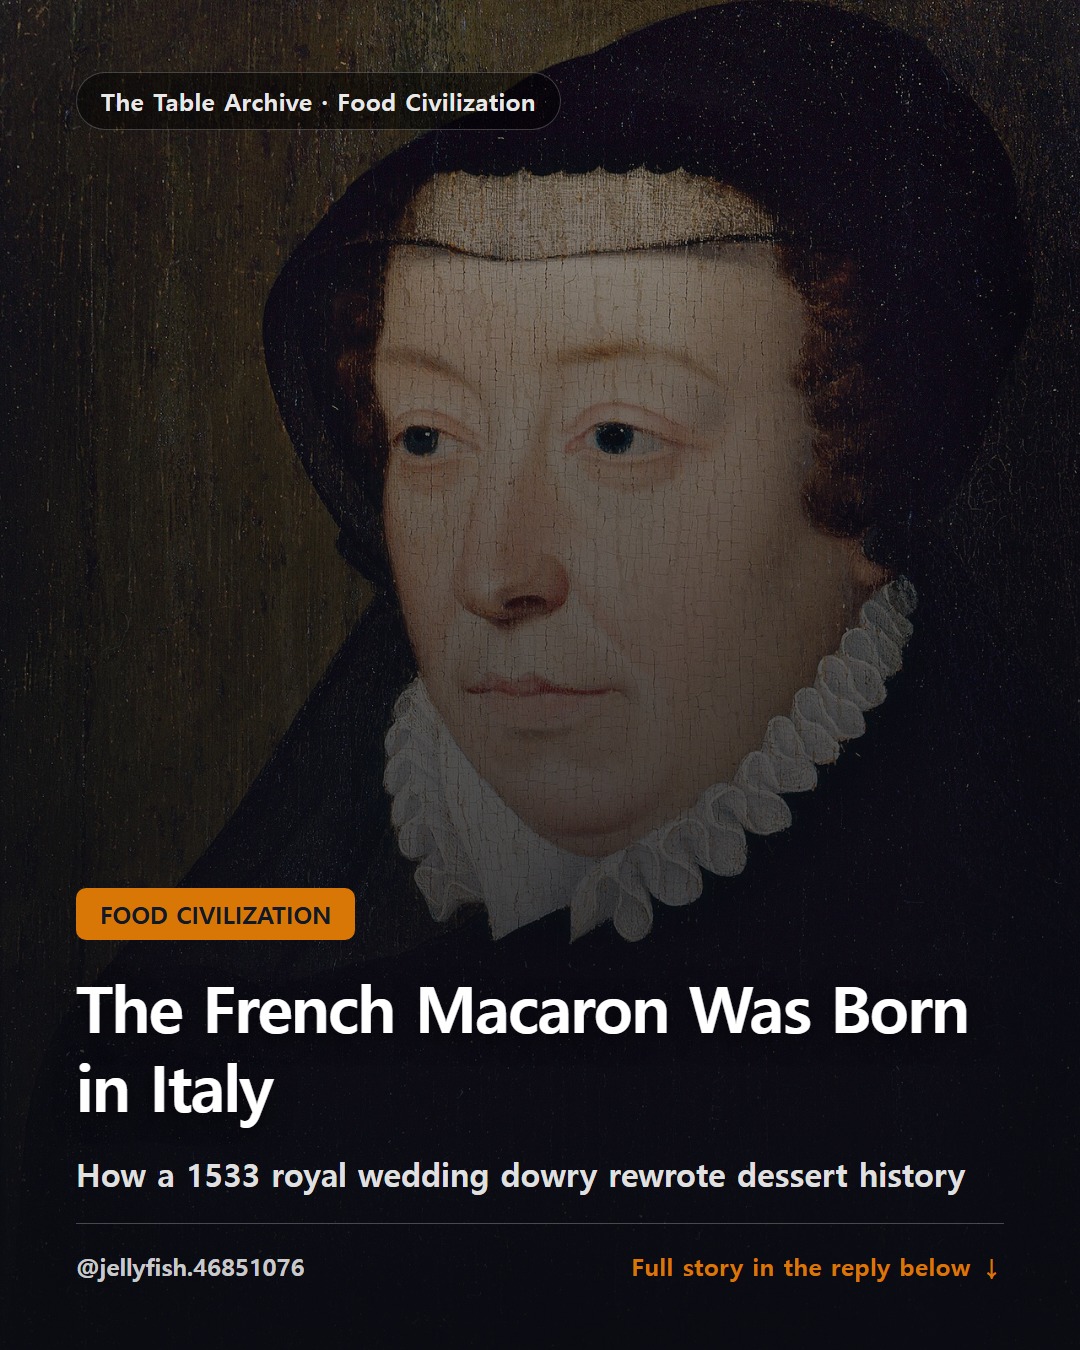 The Table Archive · Food Civilization
FOOD CIVILIZATION
The French Macaron Was Born
in Italy
How a 1533 royal wedding dowry rewrote dessert history
@jellyfish.46851076
Full story in the reply below ↓